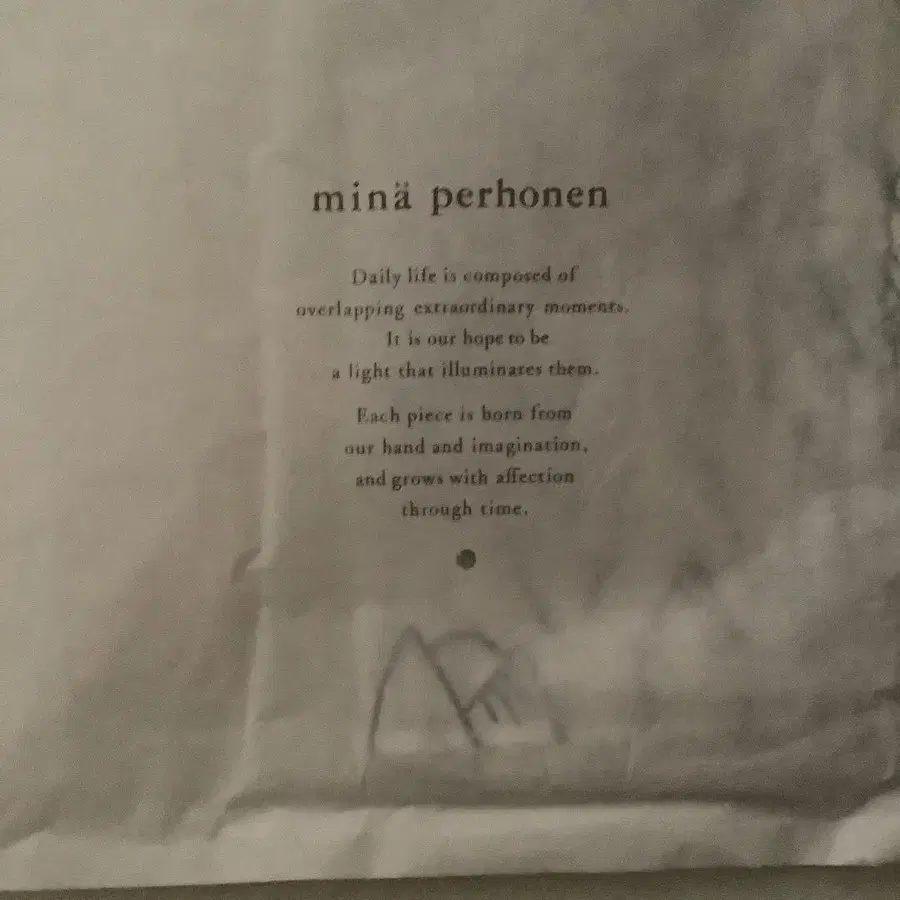 minä perhonen
Daily life is composed of
overlapping extraordinary moments.
It is our hope to be
a light that illuminates them.
Each piece is born from
our hand and imagination,
and grows with affection
through time.